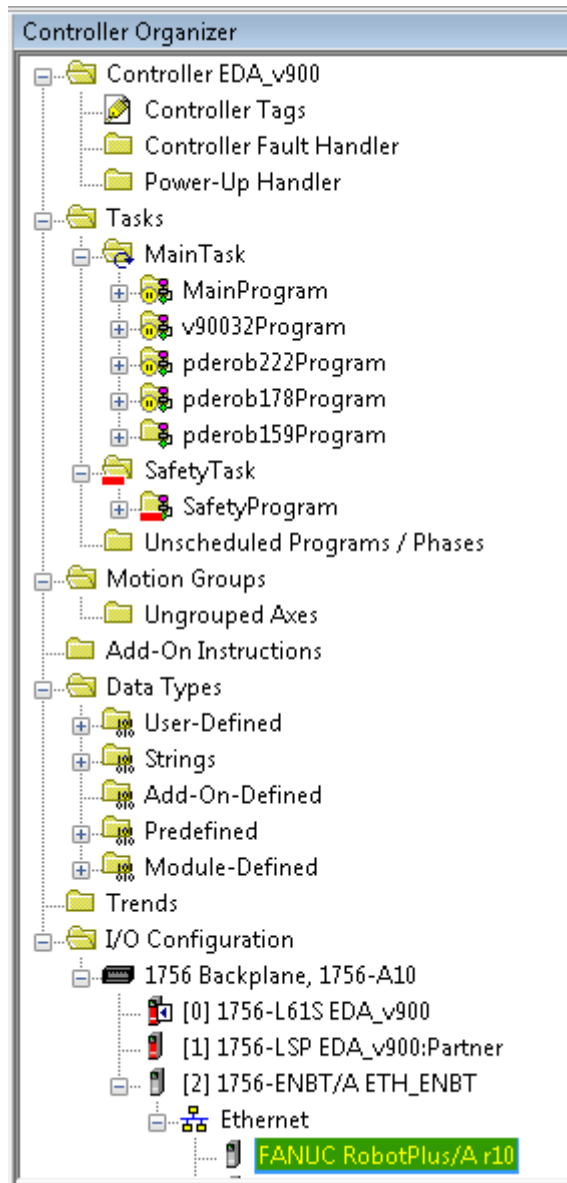 Controller Organizer
Controller EDA_v900
Controller Tags
Controller Fault Handler
Power-Up Handler
Tasks
MainTask
MainProgram
v90032Program
pderob222Program
pderob178Program
pderob159Program
SafetyTask
SafetyProgram
Unscheduled Programs / Phases
Motion Groups
Ungrouped Axes
Add-On Instructions
Data Types
User-Defined
Strings
Add-On-Defined
Predefined
Module-Defined
Trends
I/O Configuration
1756 Backplane, 1756-A10
[0] 1756-L61S EDA_v900
[1] 1756-LSP EDA_v900:Partner
[2] 1756-ENBT/A ETH_ENBT
Ethernet
FANUC RobotPlus/A r10